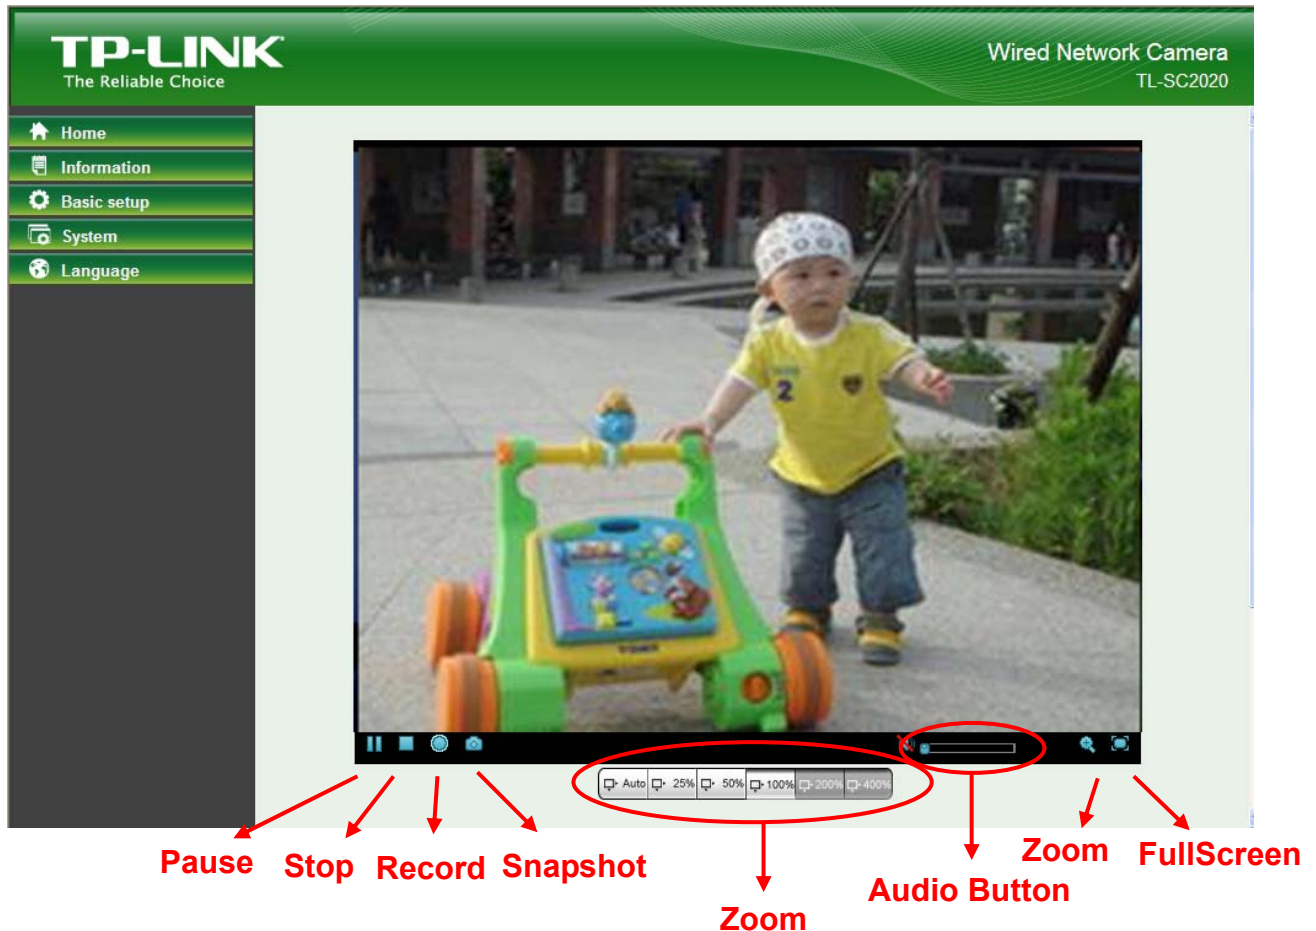 TP-LINK
The Reliable Choice
Wired Network Camera
TL-SC2020
Home
Information
Basic setup
System
Language
2
Auto 25% 50% 100% 200% 400%
Pause Stop Record Snapshot Zoom Audio Button Zoom FullScreen